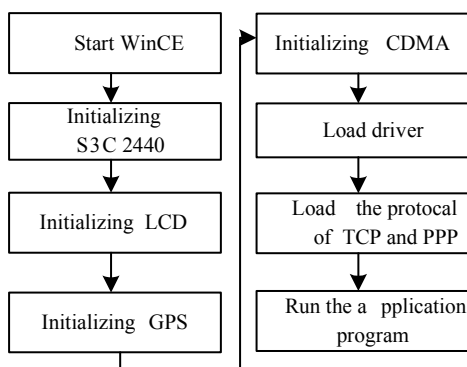 Start WinCE
Initializing
S3C 2440
Initializing LCD
Initializing GPS
Initializing CDMA
Load driver
Load the protocal
of TCP and PPP
Run the a pplication
program